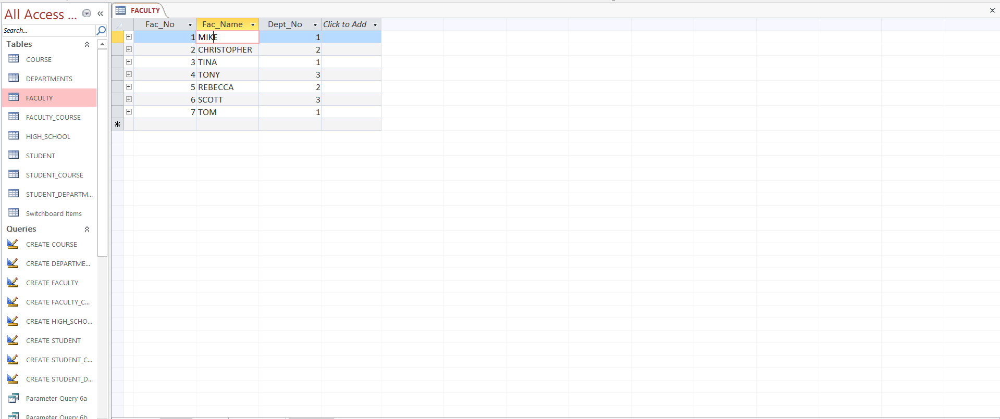 All Access ...
Search...
Tables
COURSE
DEPARTMENTS
FACULTY
FACULTY_COURSE
HIGH_SCHOOL
STUDENT
STUDENT_COURSE
STUDENT_DEPARTM...
Switchboard Items
Queries
CREATE COURSE
CREATE DEPARTME...
CREATE FACULTY
CREATE FACULTY_C...
CREATE HIGH_SCHO...
CREATE STUDENT
CREATE STUDENT_C...
CREATE STUDENT_D...
Parameter Query 6a
Parameter Query 6b
FACULTY
Fac_No Fac_Name Dept_No Click to Add
1 MIKE 1
2 CHRISTOPHER 2
3 TINA 1
4 TONY 3
5 REBECCA 2
6 SCOTT 3
7 TOM 1